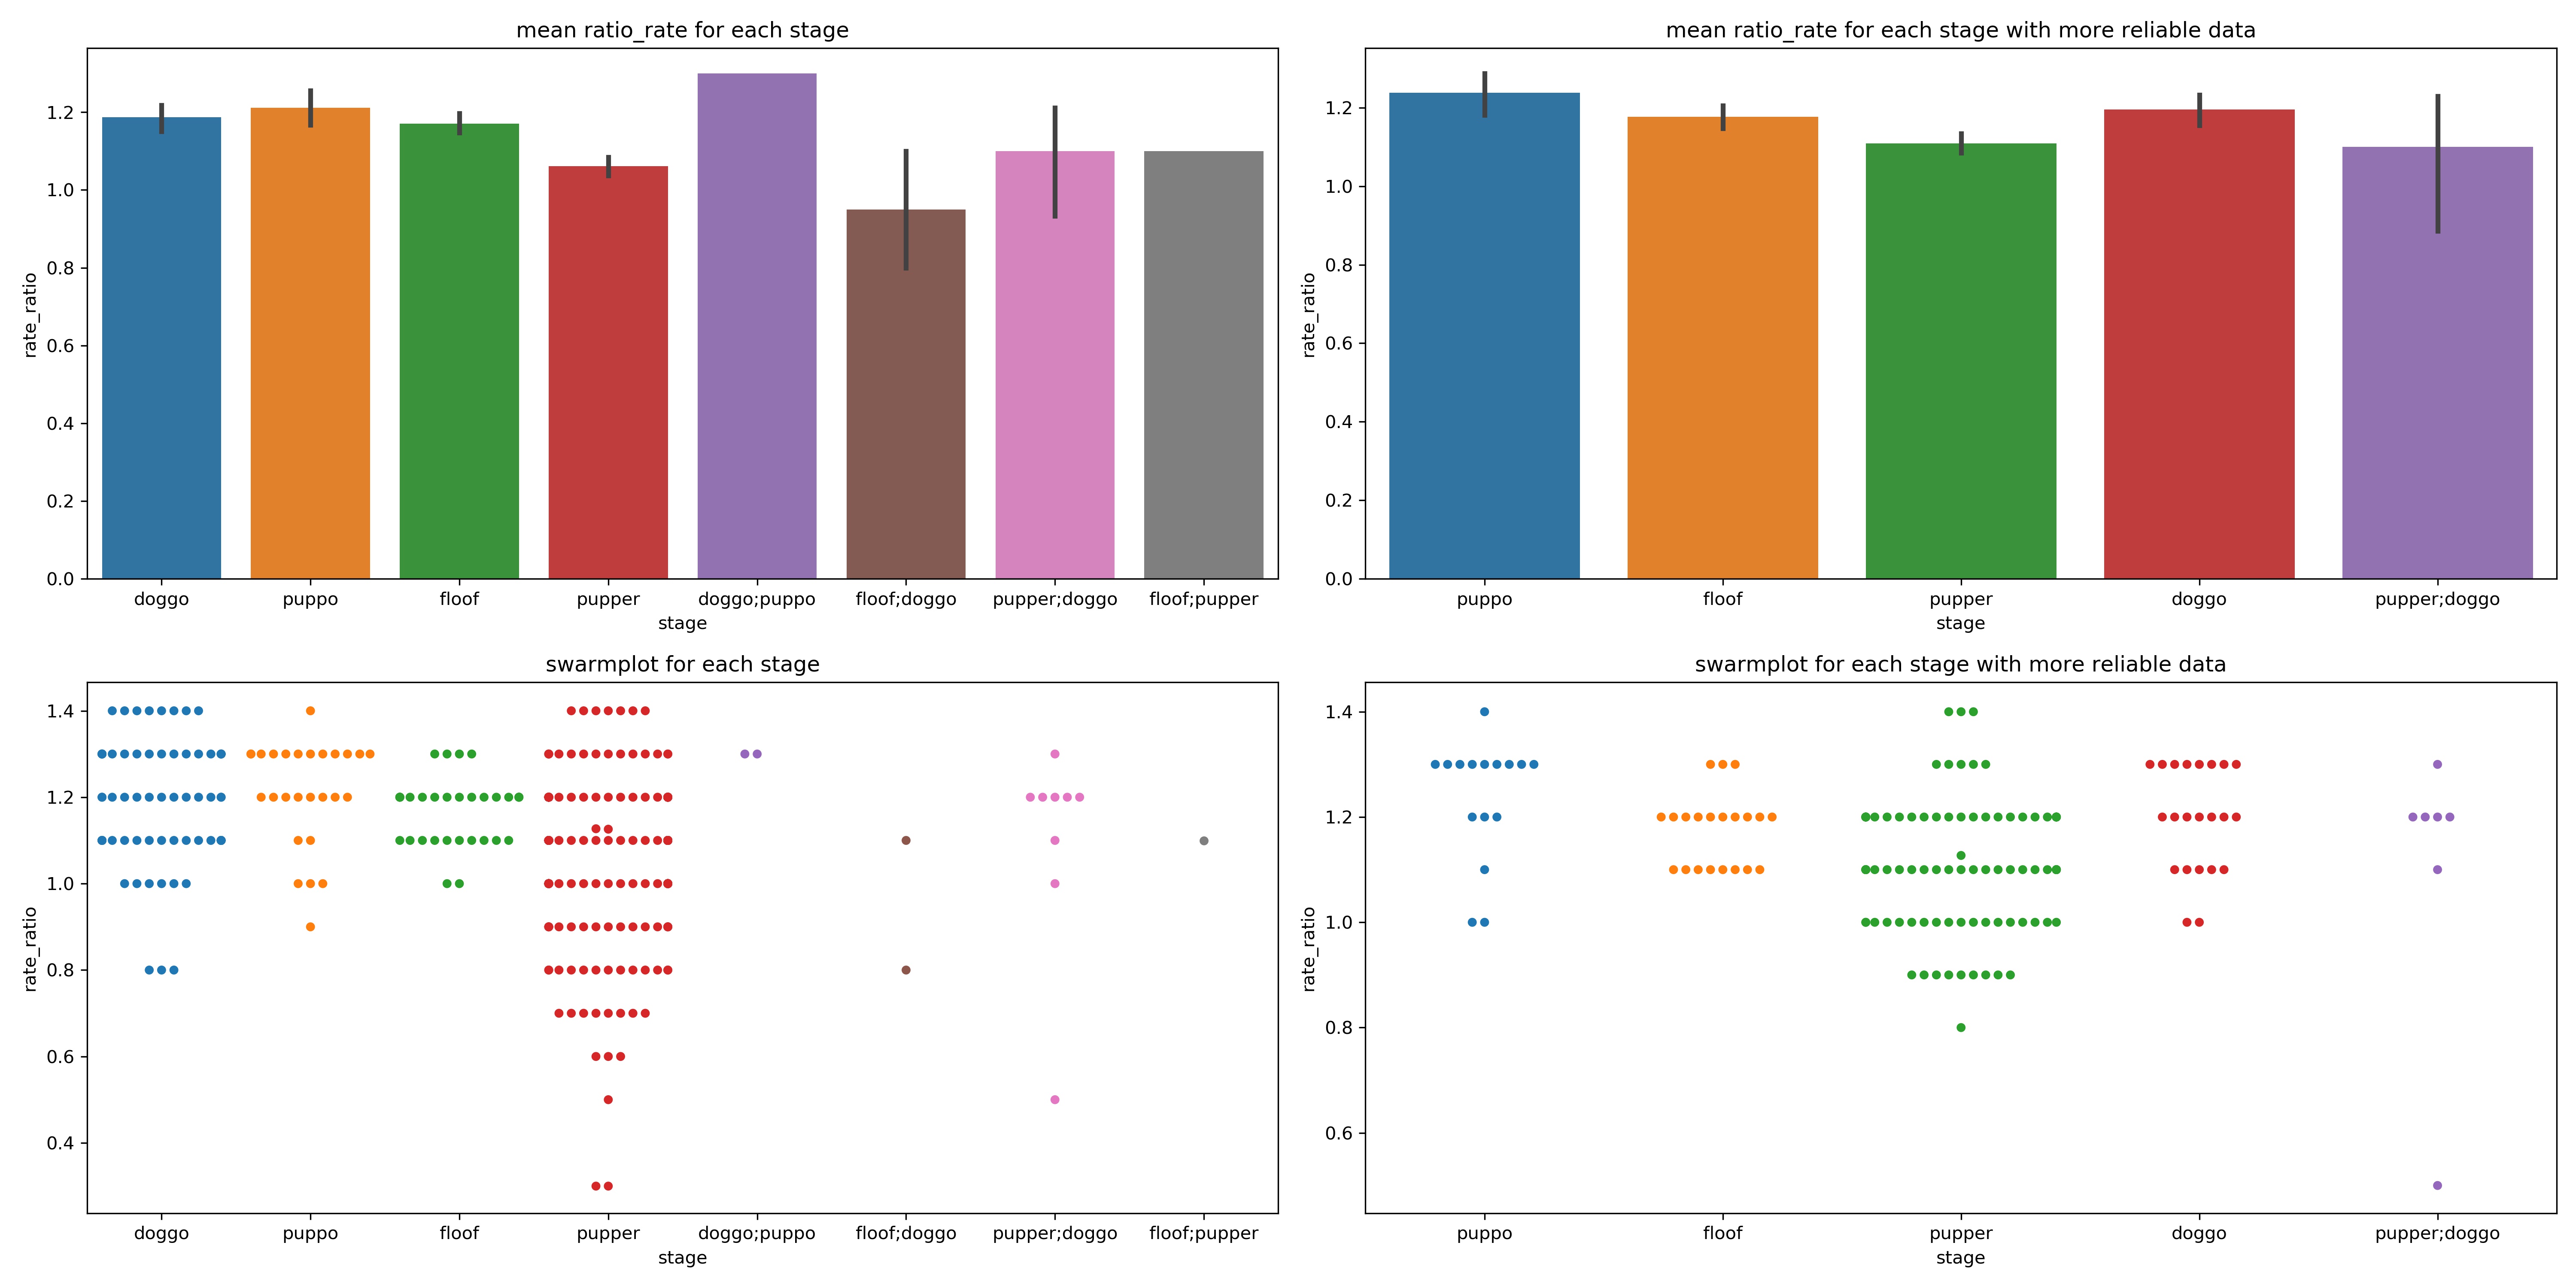 mean ratio_rate for each stage
rate_ratio
1.2
1.0
0.8
0.6
0.4
0.2
0.0
doggo puppo floof pupper doggo;puppo floof;doggo pupper;doggo floof;pupper
stage
mean ratio_rate for each stage with more reliable data
rate_ratio
1.2
1.0
0.8
0.6
0.4
0.2
0.0
puppo floof pupper doggo pupper;doggo
stage
swarmplot for each stage
rate_ratio
1.4
1.2
1.0
0.8
0.6
0.4
doggo puppo floof pupper doggo;puppo floof;doggo pupper;doggo floof;pupper
stage
swarmplot for each stage with more reliable data
rate_ratio
1.4
1.2
1.0
0.8
0.6
puppo floof pupper doggo pupper;doggo
stage